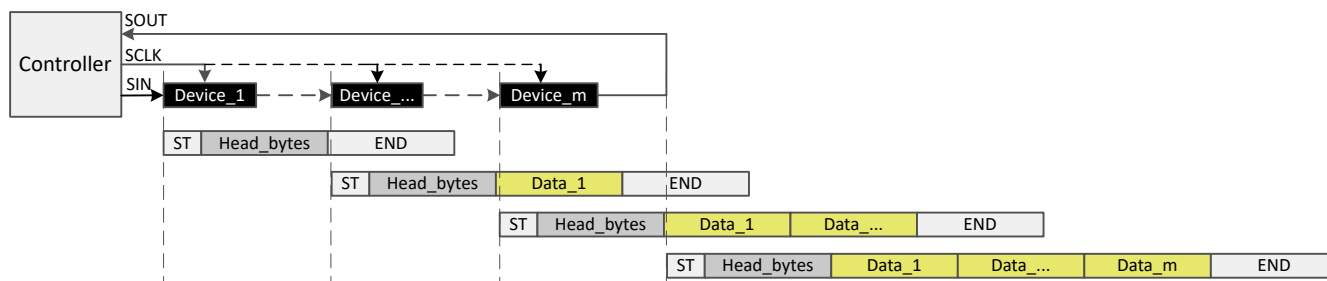 SOUT
Controller
SCLK
SIN
Device_1 Device_... Device_m
ST Head_bytes END
ST Head_bytes Data_1 END
ST Head_bytes Data_1 Data_... END
ST Head_bytes Data_1 Data_... Data_m END